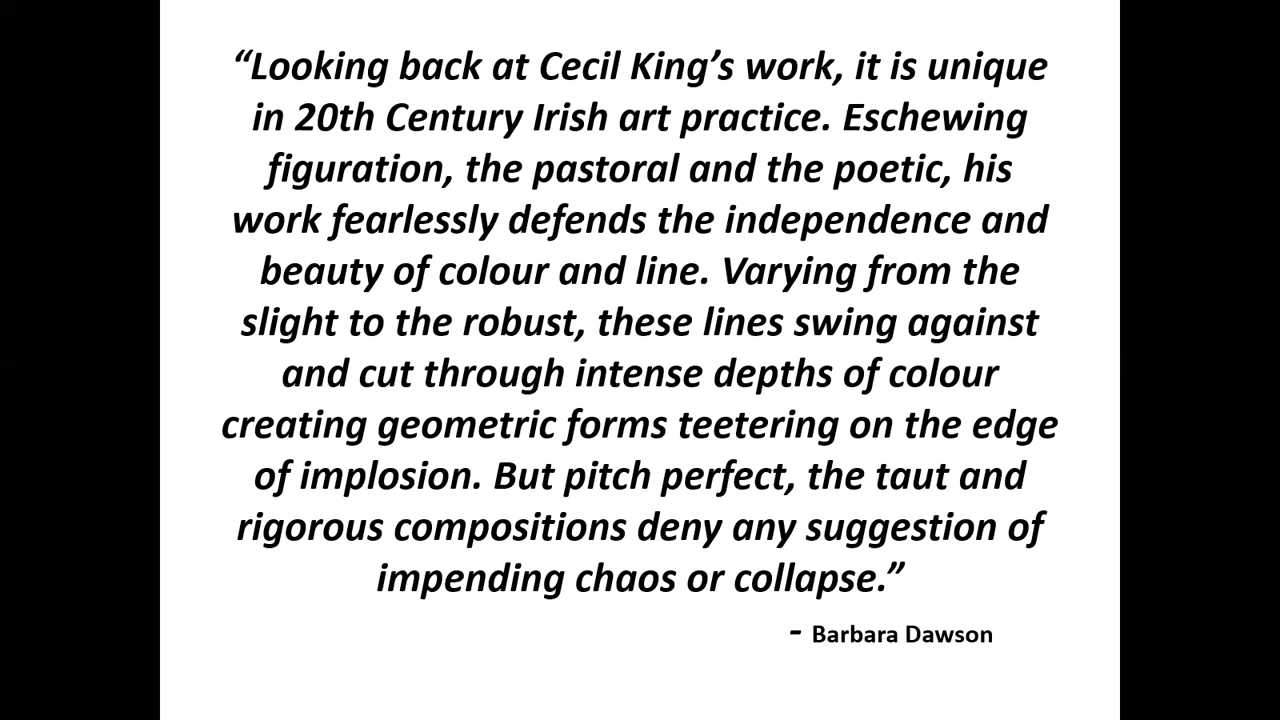 “Looking back at Cecil King’s work, it is unique
in 20th Century Irish art practice. Eschewing
figuration, the pastoral and the poetic, his
work fearlessly defends the independence and
beauty of colour and line. Varying from the
slight to the robust, these lines swing against
and cut through intense depths of colour
creating geometric forms teetering on the edge
of implosion. But pitch perfect, the taut and
rigorous compositions deny any suggestion of
impending chaos or collapse.”
- Barbara Dawson